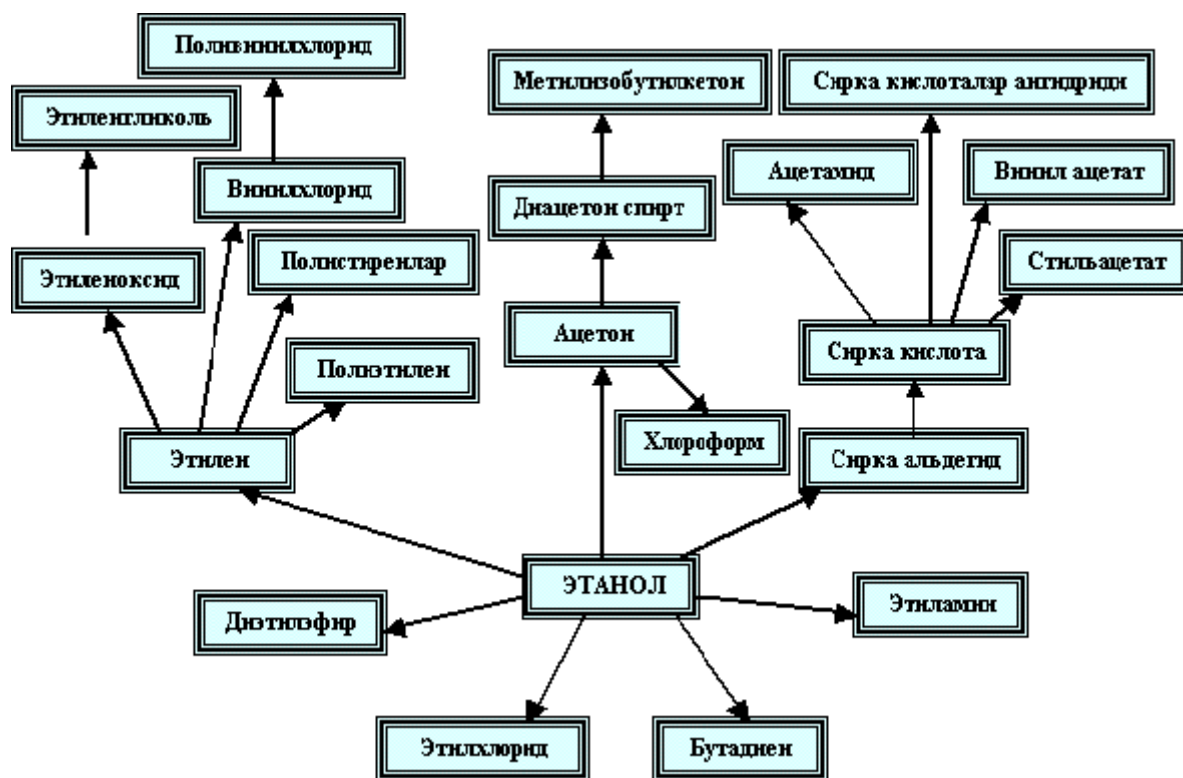 Поливинилхлорид
Метилизобутилкетон
Сирка кислоталар ангидриди
Этиленгликоль
Ацетамид
Винил ацетат
Винилхлорид
Диацетон спирт
Этиленоксид
Полистиренлар
Стильацетат
Ацетон
Сирка кислота
Полиэтилен
Хлороформ
Этилен
Сирка альдегид
ЭТАНОЛ
Диэтилэфир
Этиламин
Этилхлорид
Бутадиен